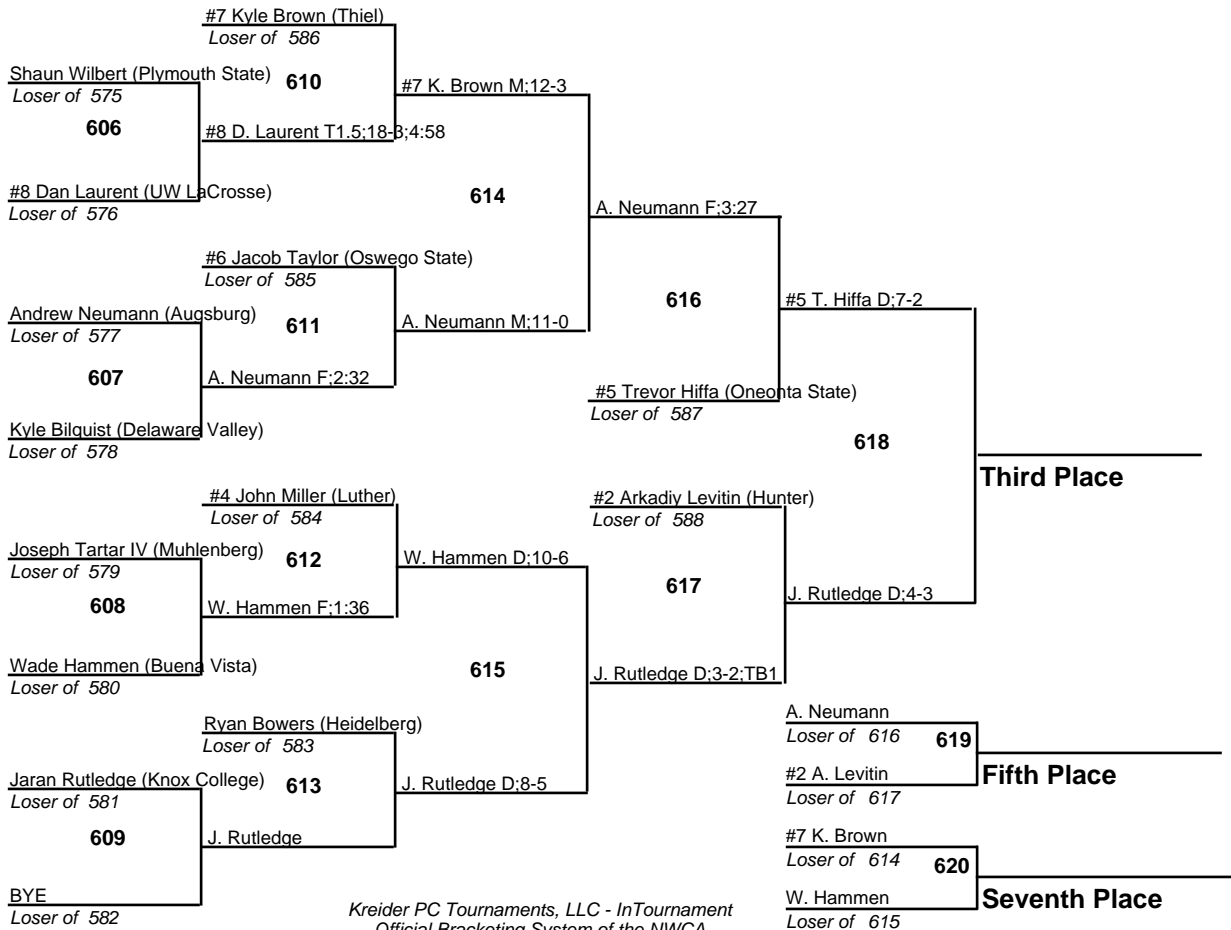 #7 Kyle Brown (Thiel)
Loser of 586
Shaun Wilbert (Plymouth State)
Loser of 575
610
#7 K. Brown M;12-3
606
#8 D. Laurent T1.5;18-3;4:58
#8 Dan Laurent (UW LaCrosse)
Loser of 576
614
A. Neumann F;3:27
#6 Jacob Taylor (Oswego State)
Loser of 585
Andrew Neumann (Augsburg)
Loser of 577
611
A. Neumann M;11-0
616
#5 T. Hiffa D;7-2
607
A. Neumann F;2:32
#5 Trevor Hiffa (Oneonta State)
Loser of 587
Kyle Bilquist (Delaware Valley)
Loser of 578
618
Third Place
#4 John Miller (Luther)
Loser of 584
#2 Arkadiy Levitin (Hunter)
Loser of 588
Joseph Tartar IV (Muhlenberg)
Loser of 579
612
W. Hammen D;10-6
617
608
W. Hammen F;1:36
J. Rutledge D;4-3
Wade Hammen (Buena Vista)
Loser of 580
615
J. Rutledge D;3-2;TB1
Ryan Bowers (Heidelberg)
Loser of 583
A. Neumann
Loser of 616
619
Jaran Rutledge (Knox College)
Loser of 581
613
J. Rutledge D;8-5
#2 A. Levitin
Loser of 617
Fifth Place
609
J. Rutledge
#7 K. Brown
Loser of 614
620
BYE
Loser of 582
W. Hammen
Loser of 615
Seventh Place
Kreider PC Tournaments, LLC - InTournament
Official Bracketing System of the NWCA